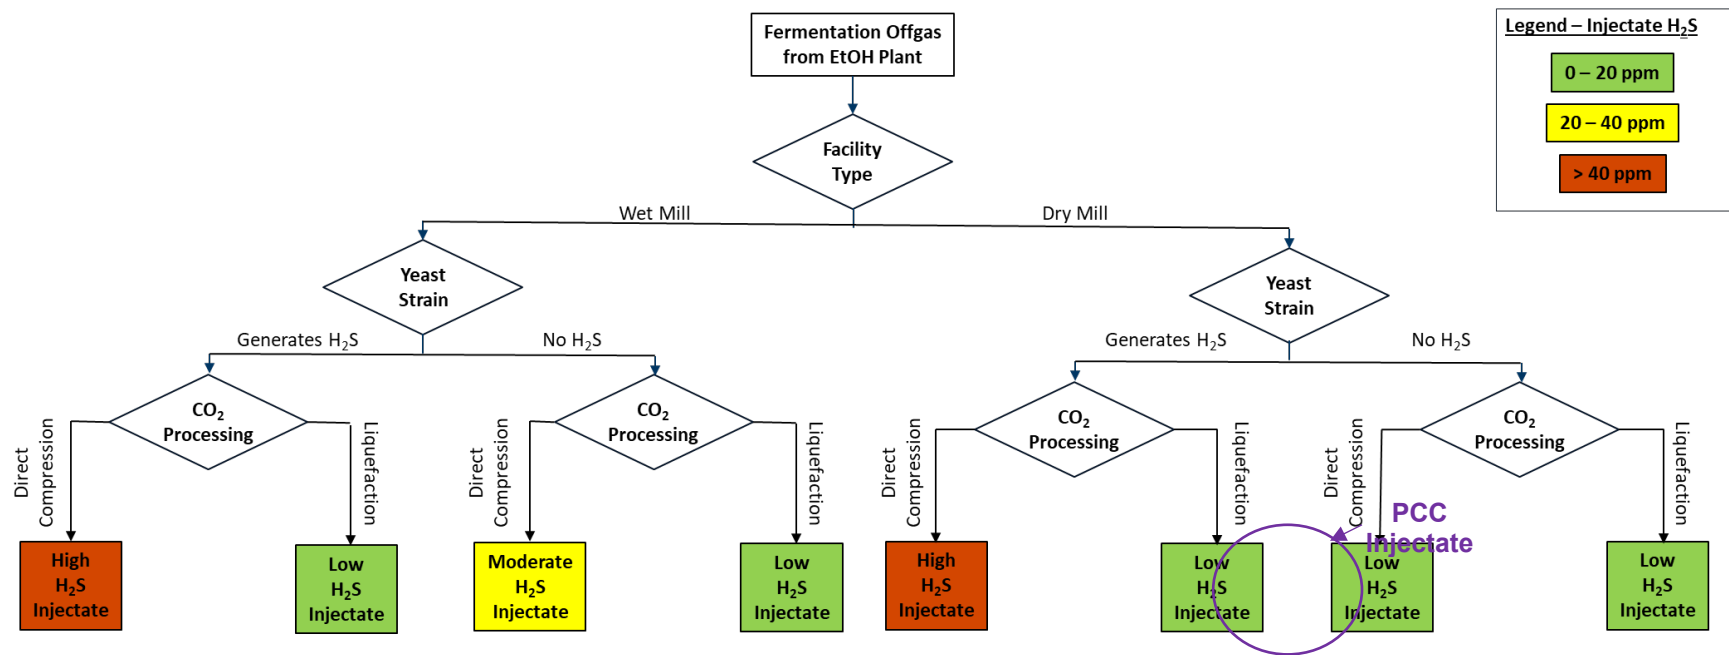 Fermentation Offgas
from EtOH Plant
Legend – Injectate H₂S
0 – 20 ppm
20 – 40 ppm
> 40 ppm
Facility
Type
Wet Mill
Dry Mill
Yeast
Strain
Yeast
Strain
Generates H₂S
No H₂S
Generates H₂S
No H₂S
CO₂
Processing
CO₂
Processing
CO₂
Processing
CO₂
Processing
Direct
Compression
Liquefaction
Direct
Compression
Liquefaction
Direct
Compression
Liquefaction
Direct
Compression
Liquefaction
PCC
Injectate
High
H₂S
Injectate
Low
H₂S
Injectate
Moderate
H₂S
Injectate
Low
H₂S
Injectate
High
H₂S
Injectate
Low
H₂S
Injectate
Low
H₂S
Injectate
Low
H₂S
Injectate